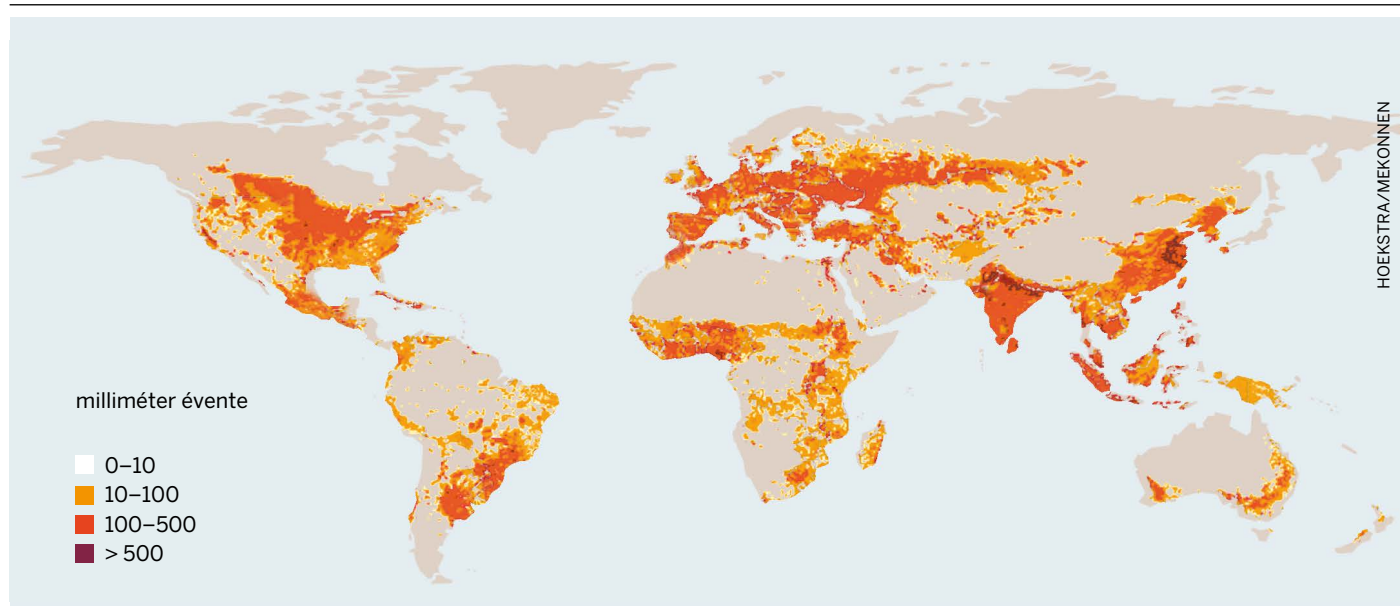 HOEKSTRA/MEKONNEN
milliméter évente
0–10
10–100
100–500
> 500